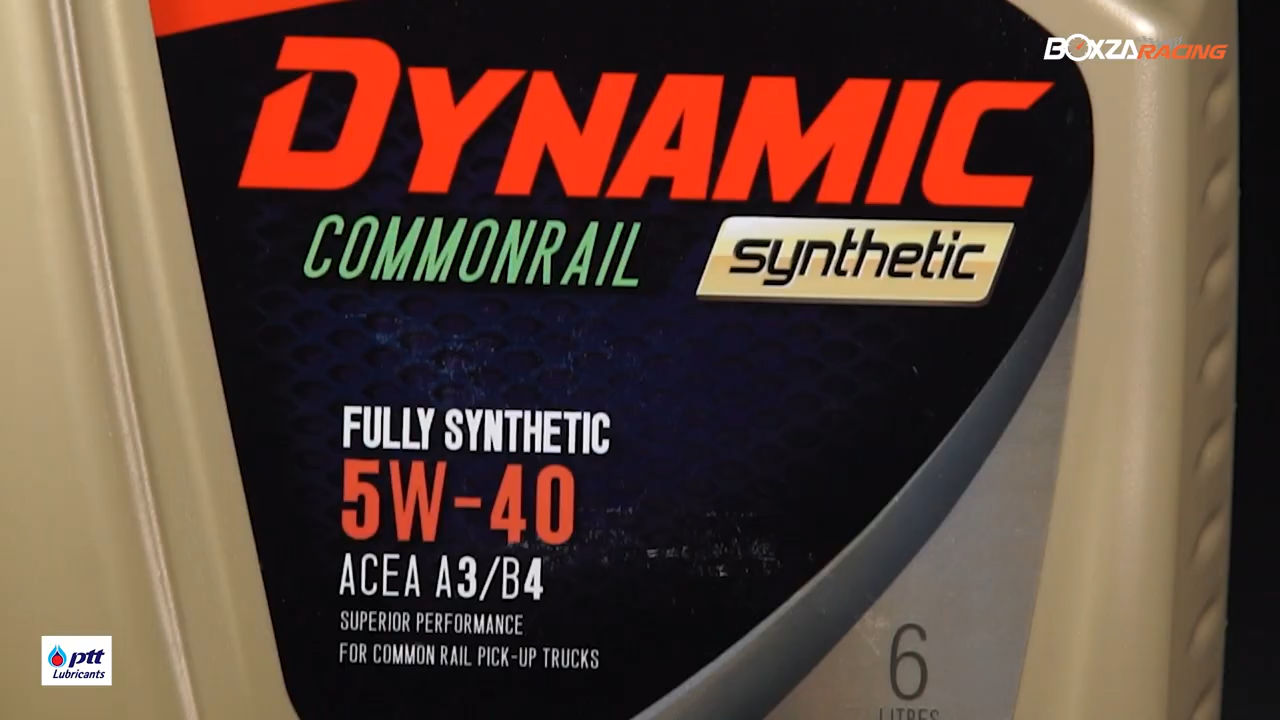 BOXZARACING
DYNAMIC
COMMONRAIL
synthetic
FULLY SYNTHETIC
5W-40
ACEA A3/B4
SUPERIOR PERFORMANCE
FOR COMMON RAIL PICK-UP TRUCKS
6
LITRES
ptt
Lubricants